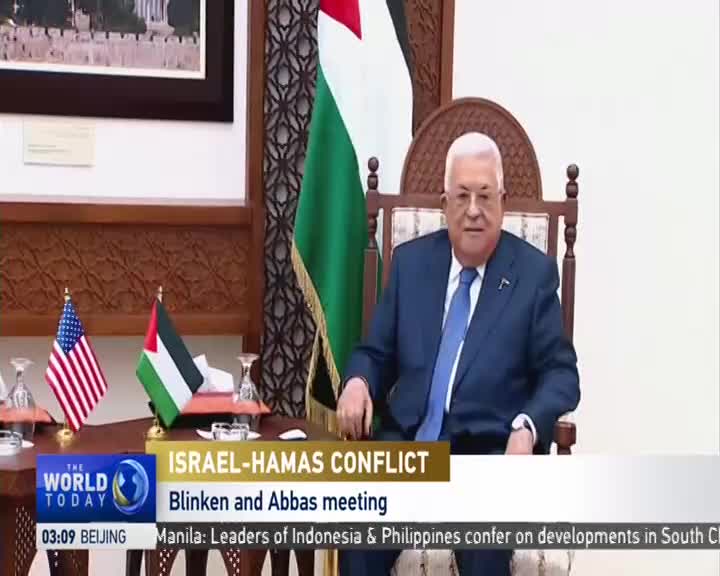 ISRAEL-HAMAS CONFLICT
THE
WORLD
TODAY
Blinken and Abbas meeting
03:09 BEIJING
Manila: Leaders of Indonesia & Philippines confer on developments in South